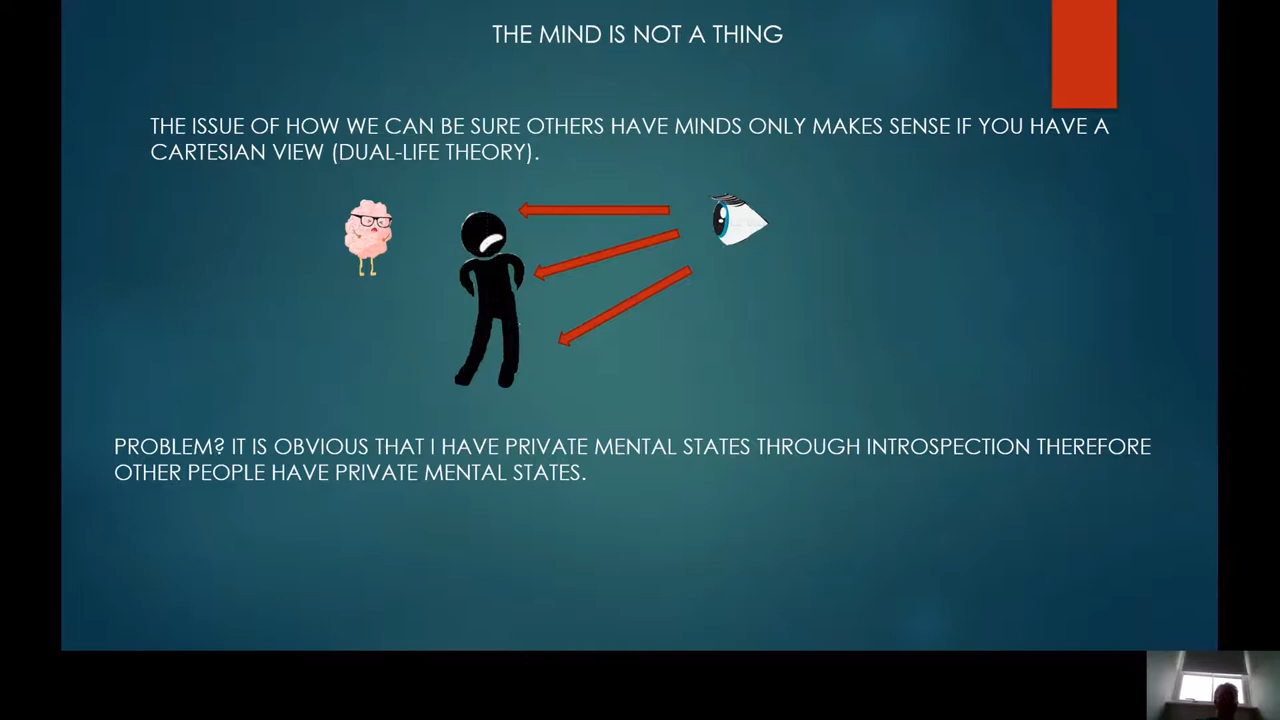 THE MIND IS NOT A THING
THE ISSUE OF HOW WE CAN BE SURE OTHERS HAVE MINDS ONLY MAKES SENSE IF YOU HAVE A
CARTESIAN VIEW (DUAL-LIFE THEORY).
PROBLEM? IT IS OBVIOUS THAT I HAVE PRIVATE MENTAL STATES THROUGH INTROSPECTION THEREFORE
OTHER PEOPLE HAVE PRIVATE MENTAL STATES.